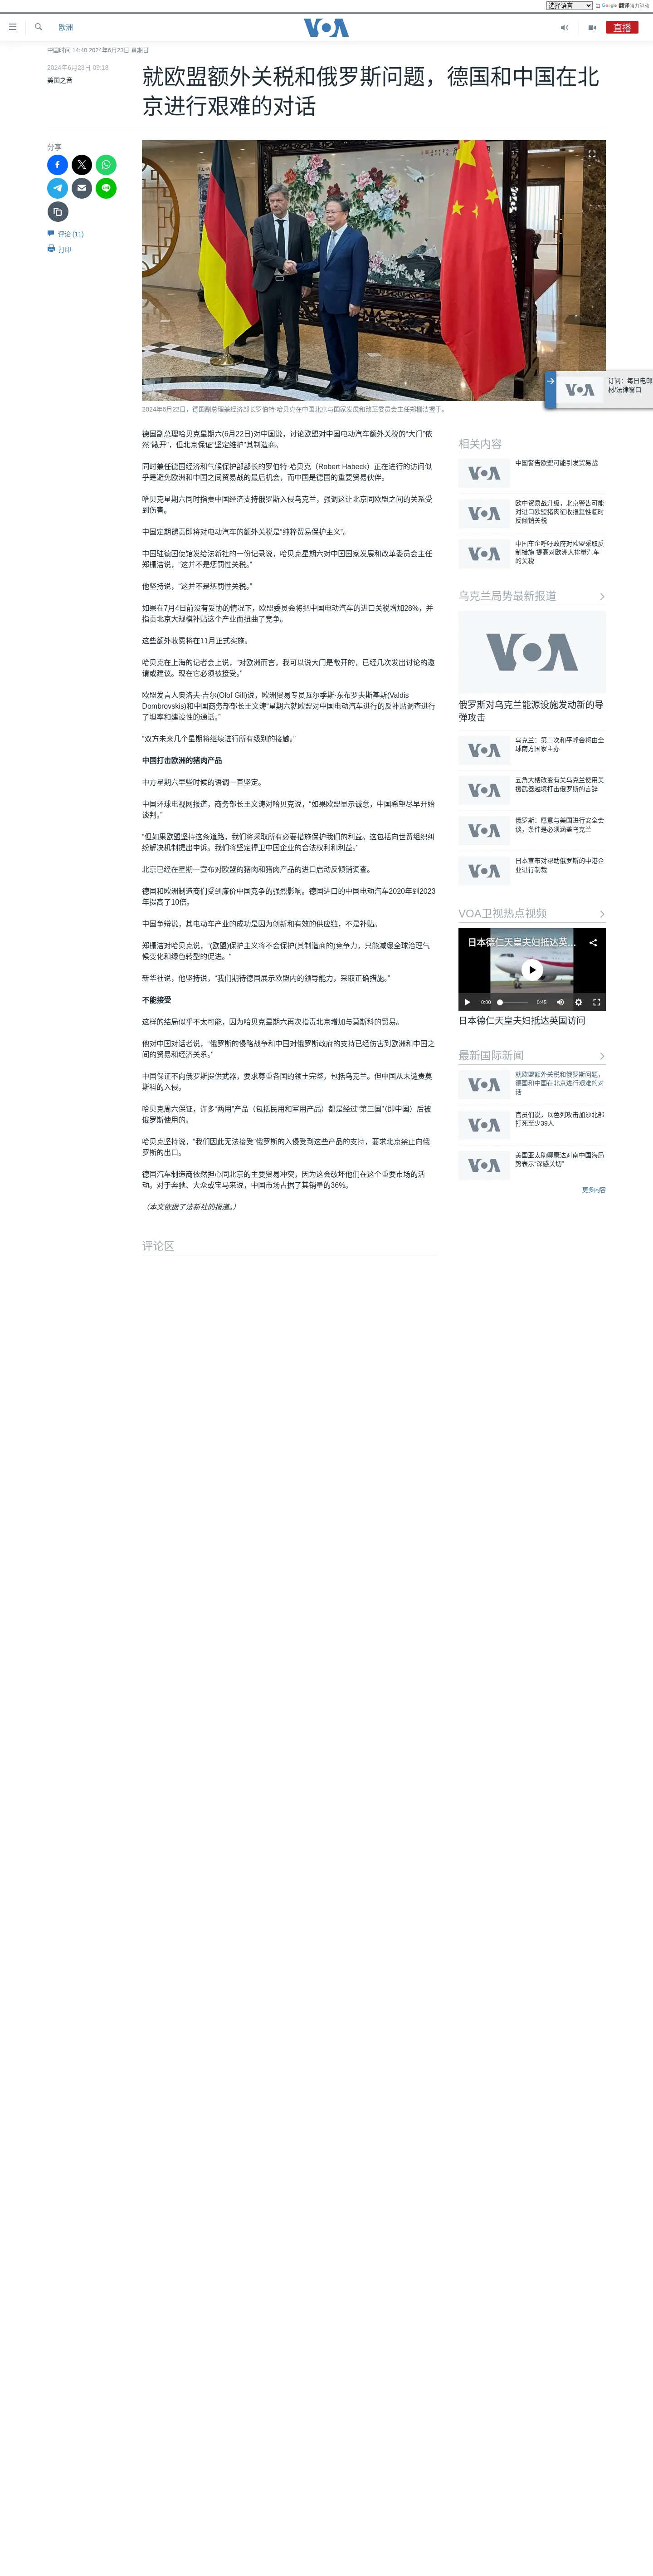 选择语言 由 Google 翻译强力驱动
欧洲
VOA
直播
中国时间 14:40 2024年6月23日 星期日
2024年6月23日 09:18
美国之音
就欧盟额外关税和俄罗斯问题，德国和中国在北
京进行艰难的对话
分享
评论 (11)
打印
2024年6月22日，德国副总理兼经济部长罗伯特·哈贝克在中国北京与国家发展和改革委员会主任郑栅洁握手。
订阅：每日电邮
材/法律窗口
德国副总理哈贝克星期六(6月22日)对中国说，讨论欧盟对中国电动汽车额外关税的“大门”依
然“敞开”，但北京保证“坚定维护”其制造商。
同时兼任德国经济和气候保护部部长的罗伯特·哈贝克（Robert Habeck）正在进行的访问似
乎是避免欧洲和中国之间贸易战的最后机会，而中国是德国的重要贸易伙伴。
哈贝克星期六同时指责中国经济支持俄罗斯入侵乌克兰，强调这让北京同欧盟之间的关系受
到伤害。
中国定期谴责即将对电动汽车的额外关税是“纯粹贸易保护主义”。
中国驻德国使馆发给法新社的一份记录说，哈贝克星期六对中国国家发展和改革委员会主任
郑栅洁说，“这并不是惩罚性关税。”
他坚持说，“这并不是惩罚性关税。”
如果在7月4日前没有妥协的情况下，欧盟委员会将把中国电动汽车的进口关税增加28%，并
指责北京大规模补贴这个产业而扭曲了竞争。
这些额外收费将在11月正式实施。
哈贝克在上海的记者会上说，“对欧洲而言，我可以说大门是敞开的，已经几次发出讨论的邀
请或建议。现在它必须被接受。”
欧盟发言人奥洛夫·吉尔(Olof Gill)说，欧洲贸易专员瓦尔季斯·东布罗夫斯基斯(Valdis
Dombrovskis)和中国商务部部长王文涛“星期六就欧盟对中国电动汽车进行的反补贴调查进行
了坦率和建设性的通话。”
“双方未来几个星期将继续进行所有级别的接触。”
中国打击欧洲的猪肉产品
中方星期六早些时候的语调一直坚定。
中国环球电视网报道，商务部长王文涛对哈贝克说，“如果欧盟显示诚意，中国希望尽早开始
谈判。”
“但如果欧盟坚持这条道路，我们将采取所有必要措施保护我们的利益。这包括向世贸组织纠
纷解决机制提出申诉。我们将坚定捍卫中国企业的合法权利和利益。”
北京已经在星期一宣布对欧盟的猪肉和猪肉产品的进口启动反倾销调查。
德国和欧洲制造商们受到廉价中国竞争的强烈影响。德国进口的中国电动汽车2020年到2023
年提高了10倍。
中国争辩说，其电动车产业的成功是因为创新和有效的供应链，不是补贴。
郑栅洁对哈贝克说，“(欧盟)保护主义将不会保护(其制造商的)竞争力，只能减缓全球治理气
候变化和绿色转型的促进。“
新华社说，他坚持说，“我们期待德国展示欧盟内的领导能力，采取正确措施。”
不能接受
这样的结局似乎不太可能，因为哈贝克星期六再次指责北京增加与莫斯科的贸易。
他对中国对话者说，“俄罗斯的侵略战争和中国对俄罗斯政府的支持已经伤害到欧洲和中国之
间的贸易和经济关系。”
中国保证不向俄罗斯提供武器，要求尊重各国的领土完整，包括乌克兰。但中国从未谴责莫
斯科的入侵。
哈贝克周六保证，许多“两用”产品（包括民用和军用产品）都是经过“第三国”（即中国）后被
俄罗斯使用的。
哈贝克坚持说，“我们因此无法接受”俄罗斯的入侵受到这些产品的支持，要求北京禁止向俄
罗斯的出口。
德国汽车制造商依然担心同北京的主要贸易冲突，因为这会破坏他们在这个重要市场的活
动。对于奔驰、大众或宝马来说，中国市场占据了其销量的36%。
（本文依据了法新社的报道。）
评论区
相关内容
中国警告欧盟可能引发贸易战
欧中贸易战升级，北京警告可能
对进口欧盟猪肉征收报复性临时
反倾销关税
中国车企呼吁政府对欧盟采取反
制措施 提高对欧洲大排量汽车
的关税
乌克兰局势最新报道
VOA
俄罗斯对乌克兰能源设施发动新的导
弹攻击
乌克兰：第二次和平峰会将由全
球南方国家主办
五角大楼改变有关乌克兰使用美
援武器越境打击俄罗斯的言辞
俄罗斯：愿意与美国进行安全会
谈，条件是必须涵盖乌克兰
日本宣布对帮助俄罗斯的中港企
业进行制裁
VOA卫视热点视频
日本德仁天皇夫妇抵达英...
0:00 0:45
日本德仁天皇夫妇抵达英国访问
最新国际新闻
就欧盟额外关税和俄罗斯问题，
德国和中国在北京进行艰难的对
话
官员们说，以色列攻击加沙北部
打死至少39人
美国亚太助卿康达对南中国海局
势表示“深感关切”
更多内容